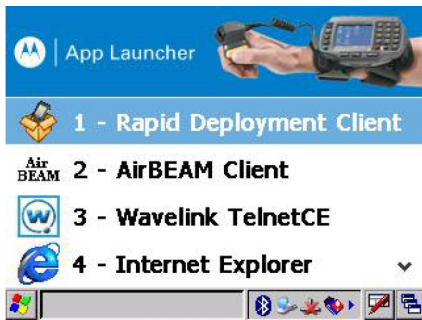 App Launcher
1 - Rapid Deployment Client
Air
BEAM
2 - AirBEAM Client
3 - Wavelink TelnetCE
4 - Internet Explorer